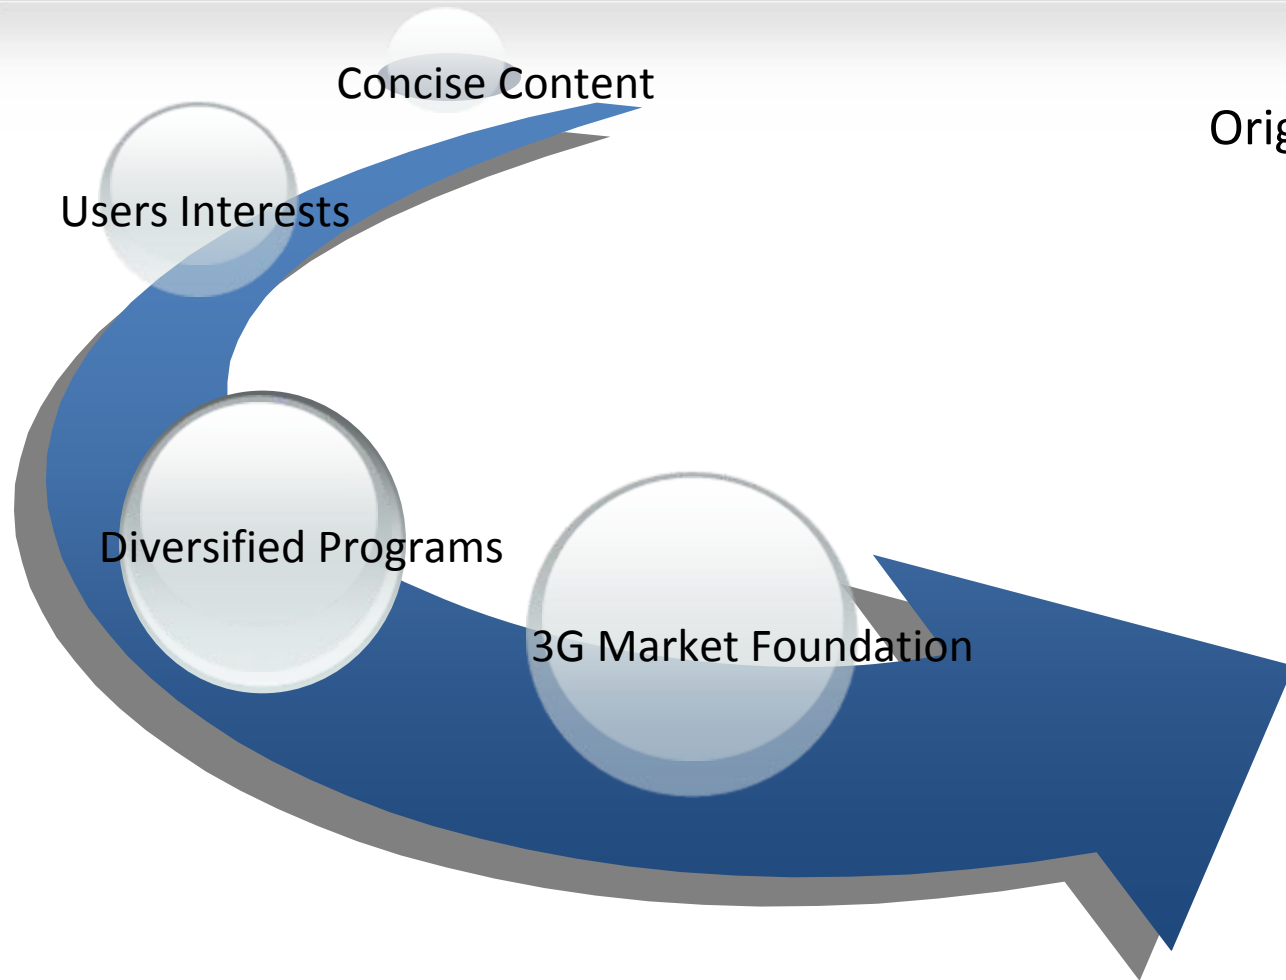 Concise Content
Users Interests
Diversified Programs
3G Market Foundation